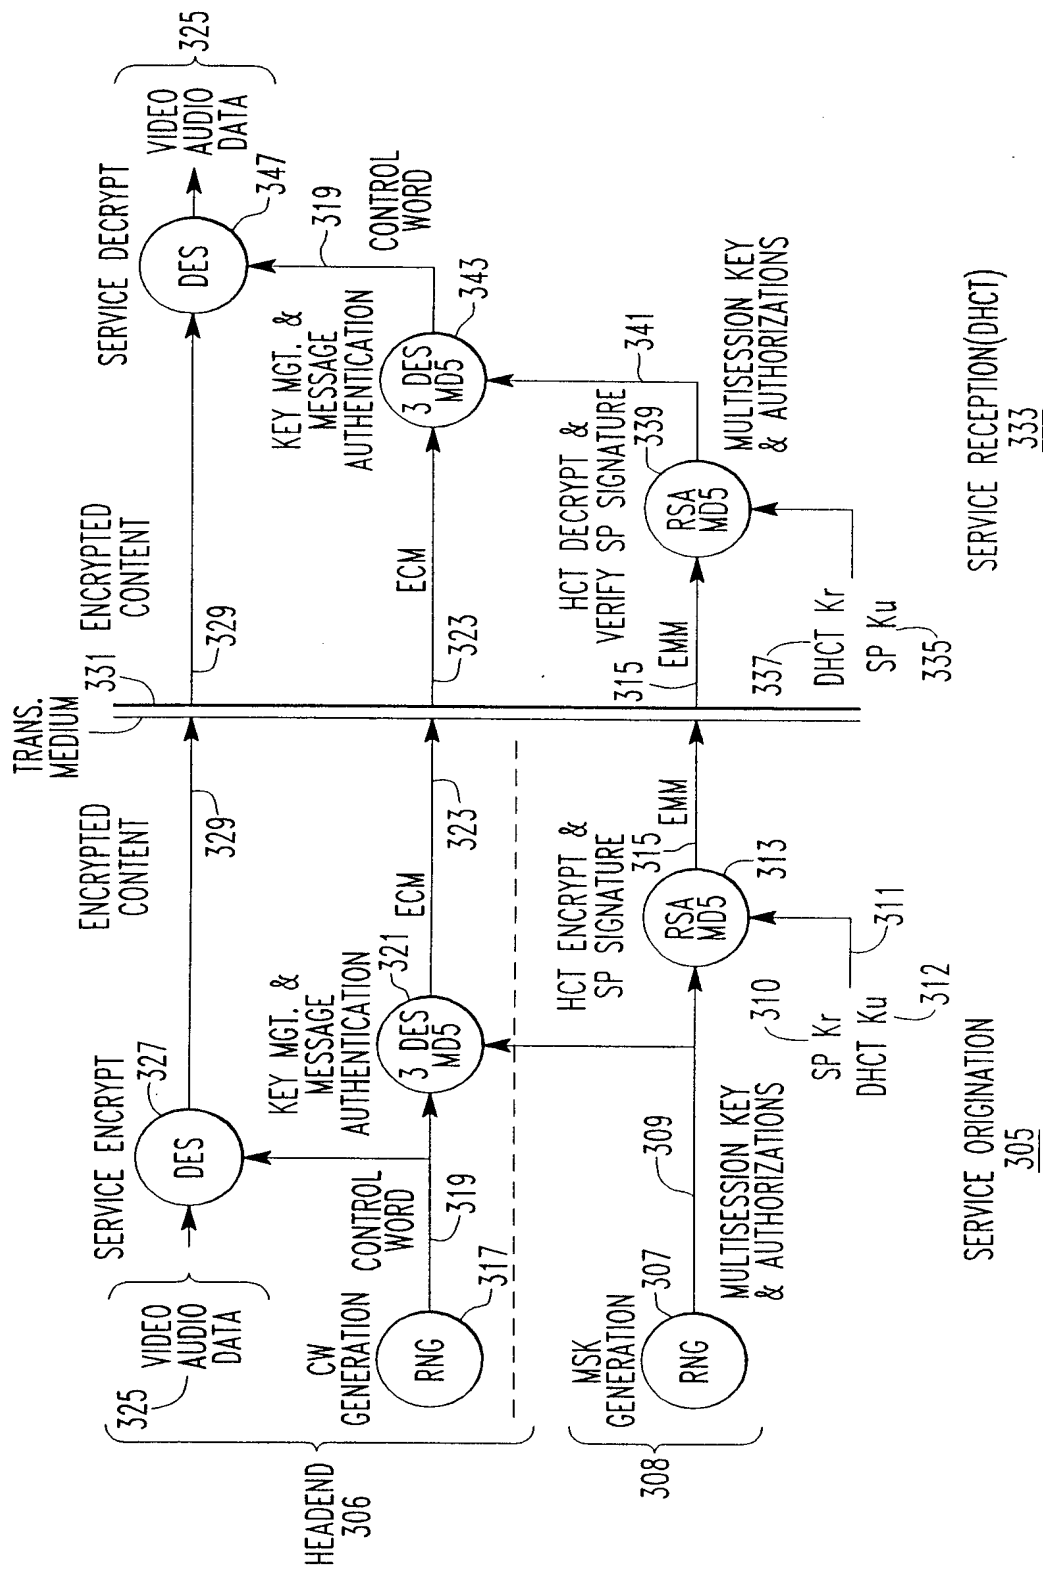 TRANS.
MEDIUM
331
ENCRYPTED
CONTENT
329
ENCRYPTED
CONTENT
329
SERVICE ENCRYPT
327
DES
325
VIDEO
AUDIO
DATA
SERVICE DECRYPT
DES
347
VIDEO
AUDIO
DATA
325
HEADEND
306
CW
GENERATION
RNG
317
CONTROL
WORD
319
KEY MGT. &
MESSAGE
AUTHENTICATION
321
3 DES
MD5
ECM
323
ECM
323
KEY MGT. &
MESSAGE
AUTHENTICATION
3 DES
MD5
343
319
CONTROL
WORD
308
MSK
GENERATION
307
RNG
309
MULTISESSION KEY
& AUTHORIZATIONS
HCT ENCRYPT &
SP SIGNATURE
RSA
MD5
313
315
EMM
310
SP Kr
DHCT Ku
312
311
315
EMM
HCT DECRYPT &
VERIFY SP SIGNATURE
339
RSA
MD5
341
MULTISESSION KEY
& AUTHORIZATIONS
337
DHCT Kr
SP Ku
335
SERVICE ORIGINATION
305
SERVICE RECEPTION(DHCT)
333